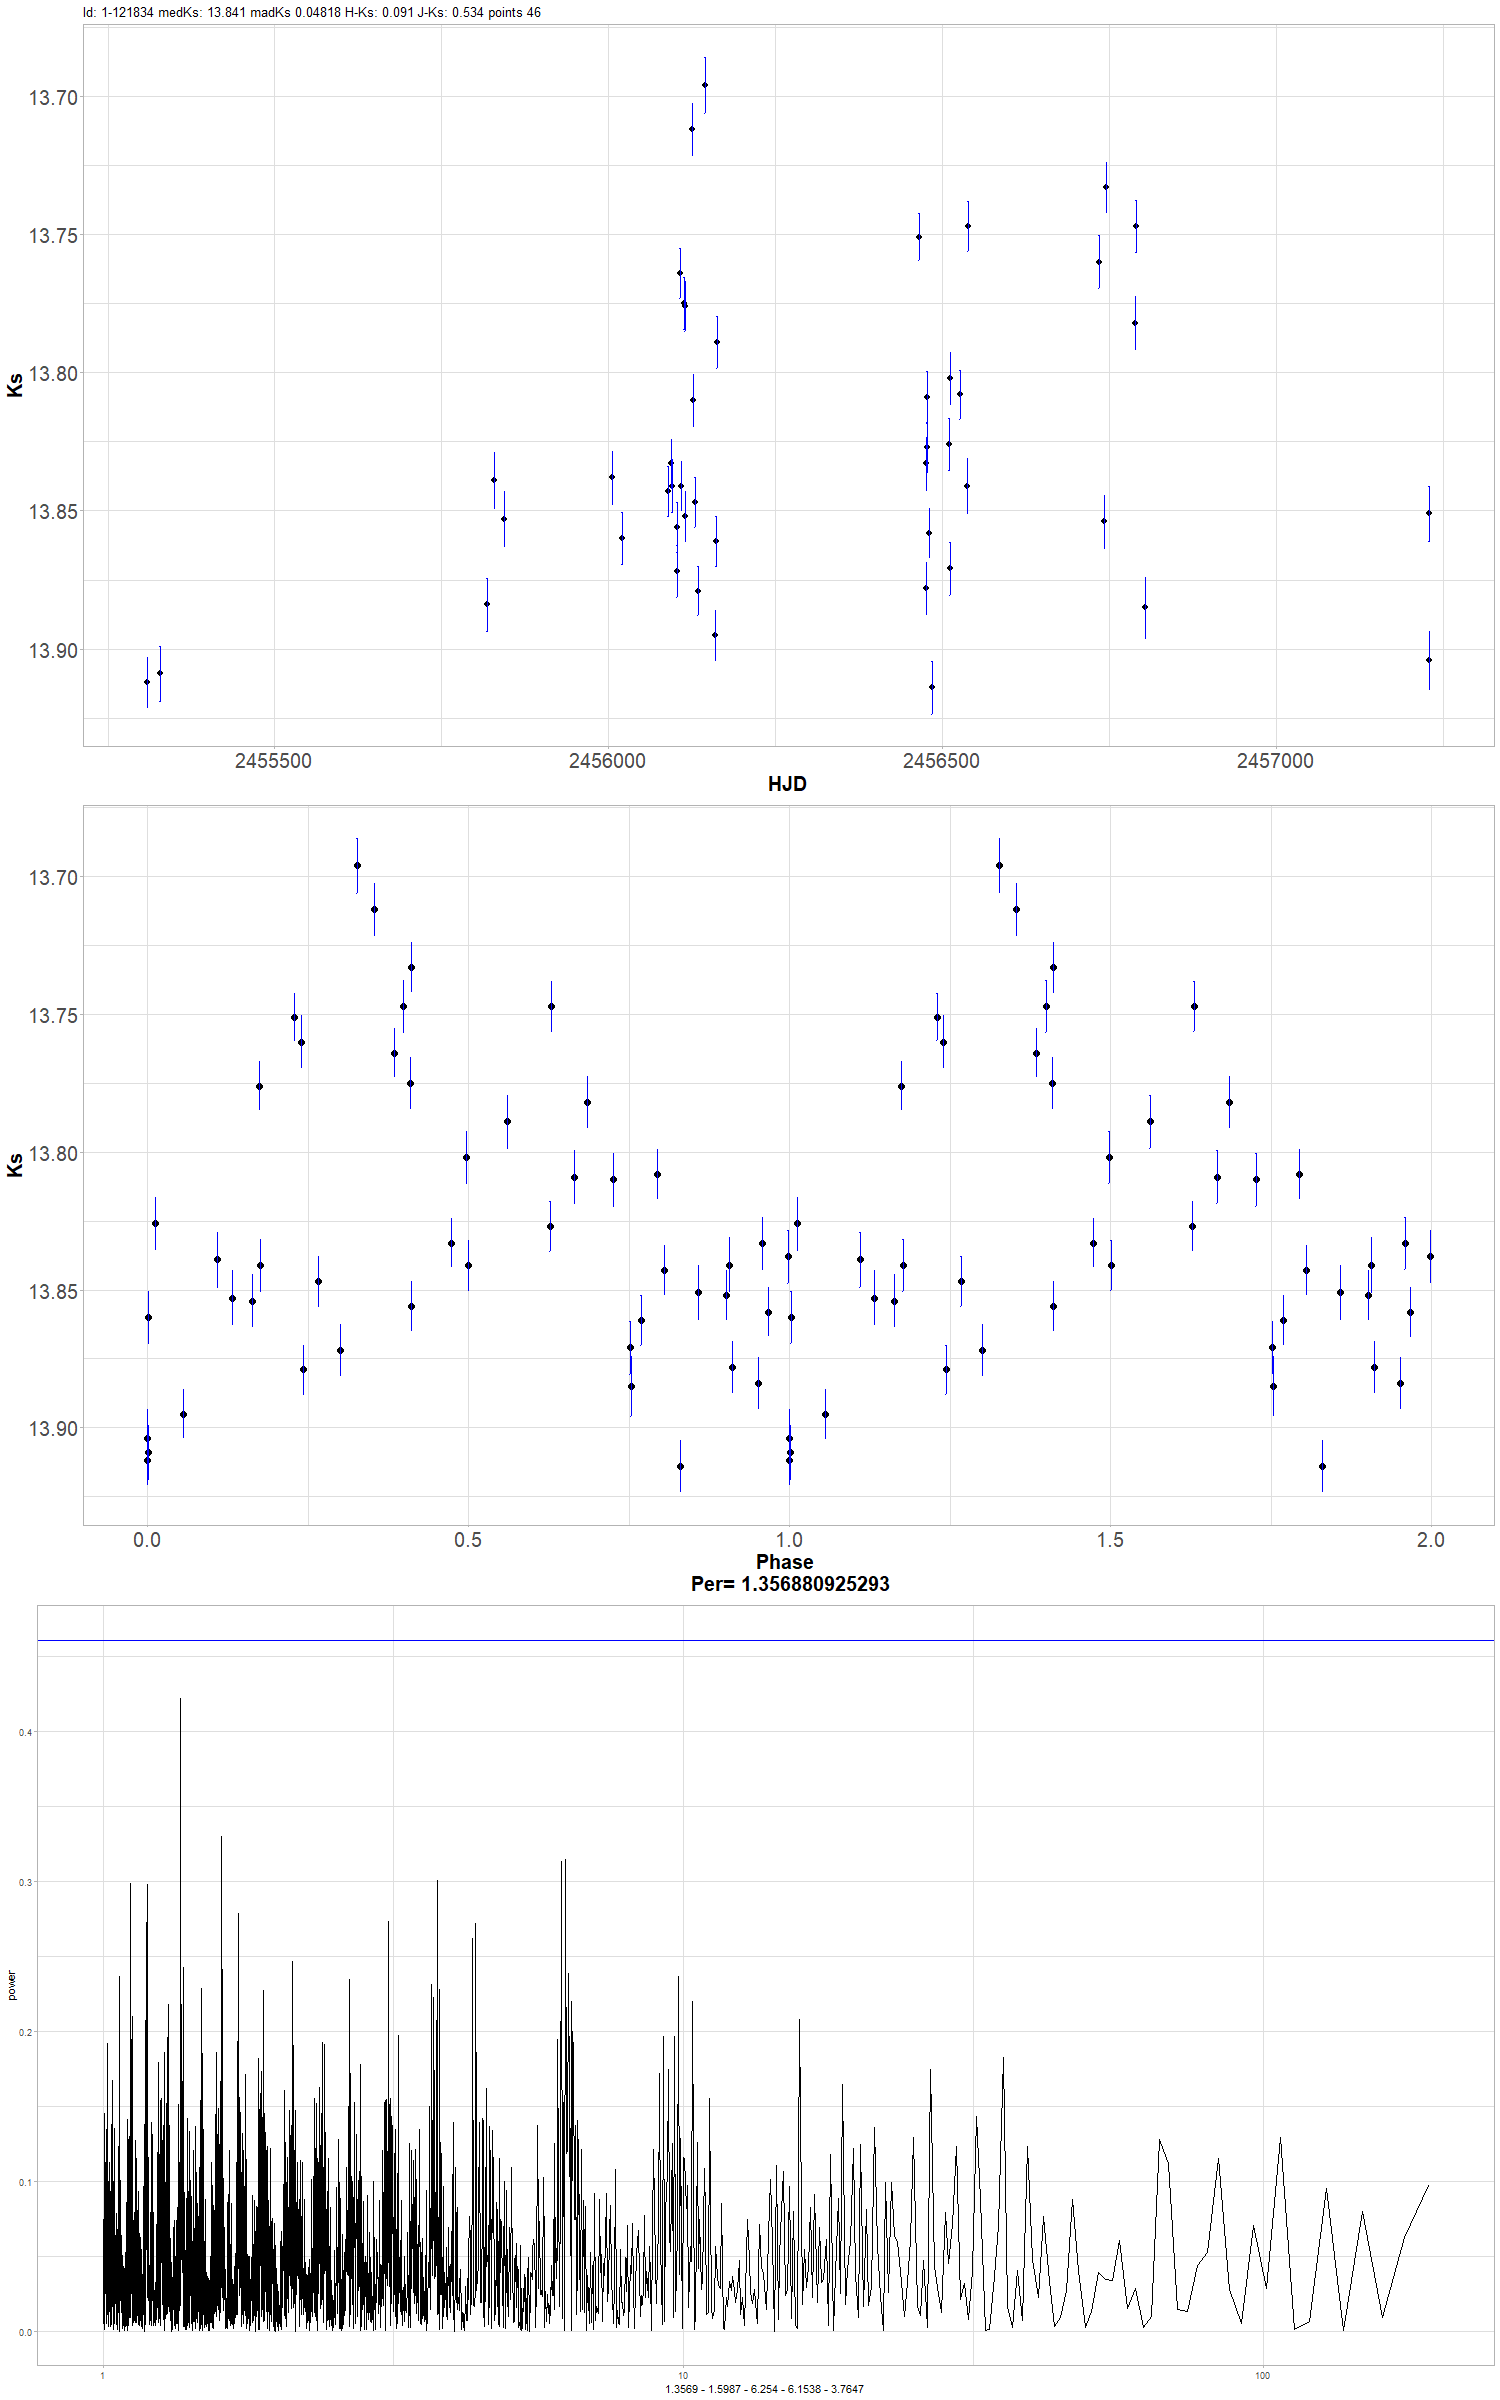 Id: 1-121834 medKs: 13.841 madKs 0.04818 H-Ks: 0.091 J-Ks: 0.534 points 46
13.70
13.75
13.80
13.85
13.90
Ks
2455500 2456000 2456500 2457000
HJD
13.70
13.75
13.80
13.85
13.90
Ks
0.0 0.5 1.0 1.5 2.0
Phase
Per= 1.356880925293
0.4
0.3
0.2
0.1
0.0
power
1 10 100
1.3569 - 1.5987 - 6.254 - 6.1538 - 3.7647